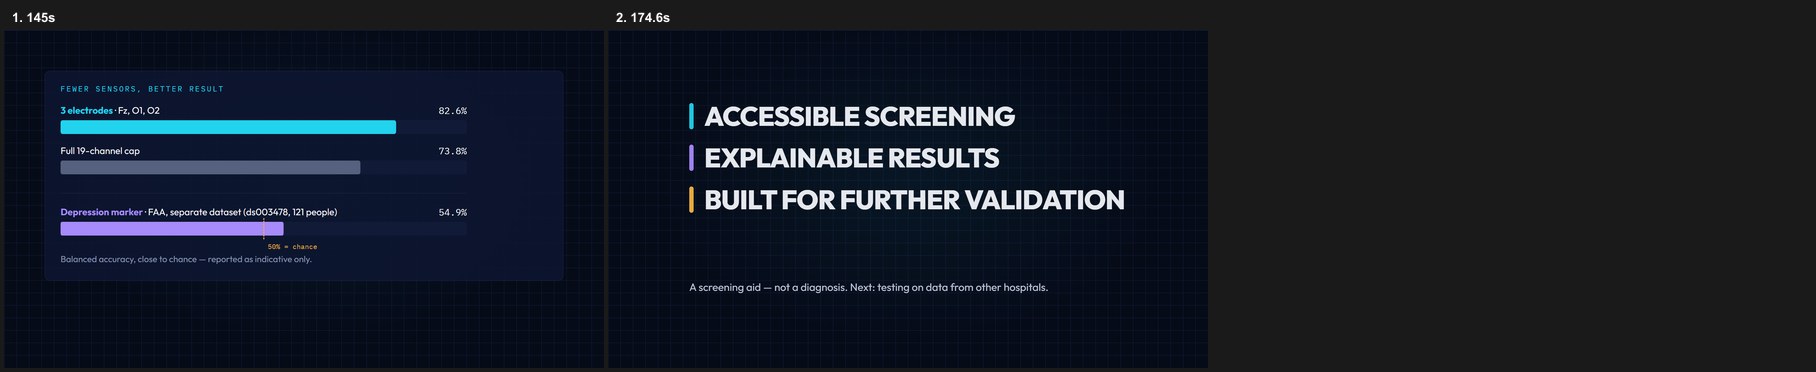 1. 145s
FEWER SENSORS, BETTER RESULT
3 electrodes · Fz, O1, O2 82.6%
Full 19-channel cap 73.8%
Depression marker · FAA, separate dataset (ds003478, 121 people) 54.9%
50% = chance
Balanced accuracy, close to chance — reported as indicative only.
2. 174.6s
ACCESSIBLE SCREENING
EXPLAINABLE RESULTS
BUILT FOR FURTHER VALIDATION
A screening aid — not a diagnosis. Next: testing on data from other hospitals.